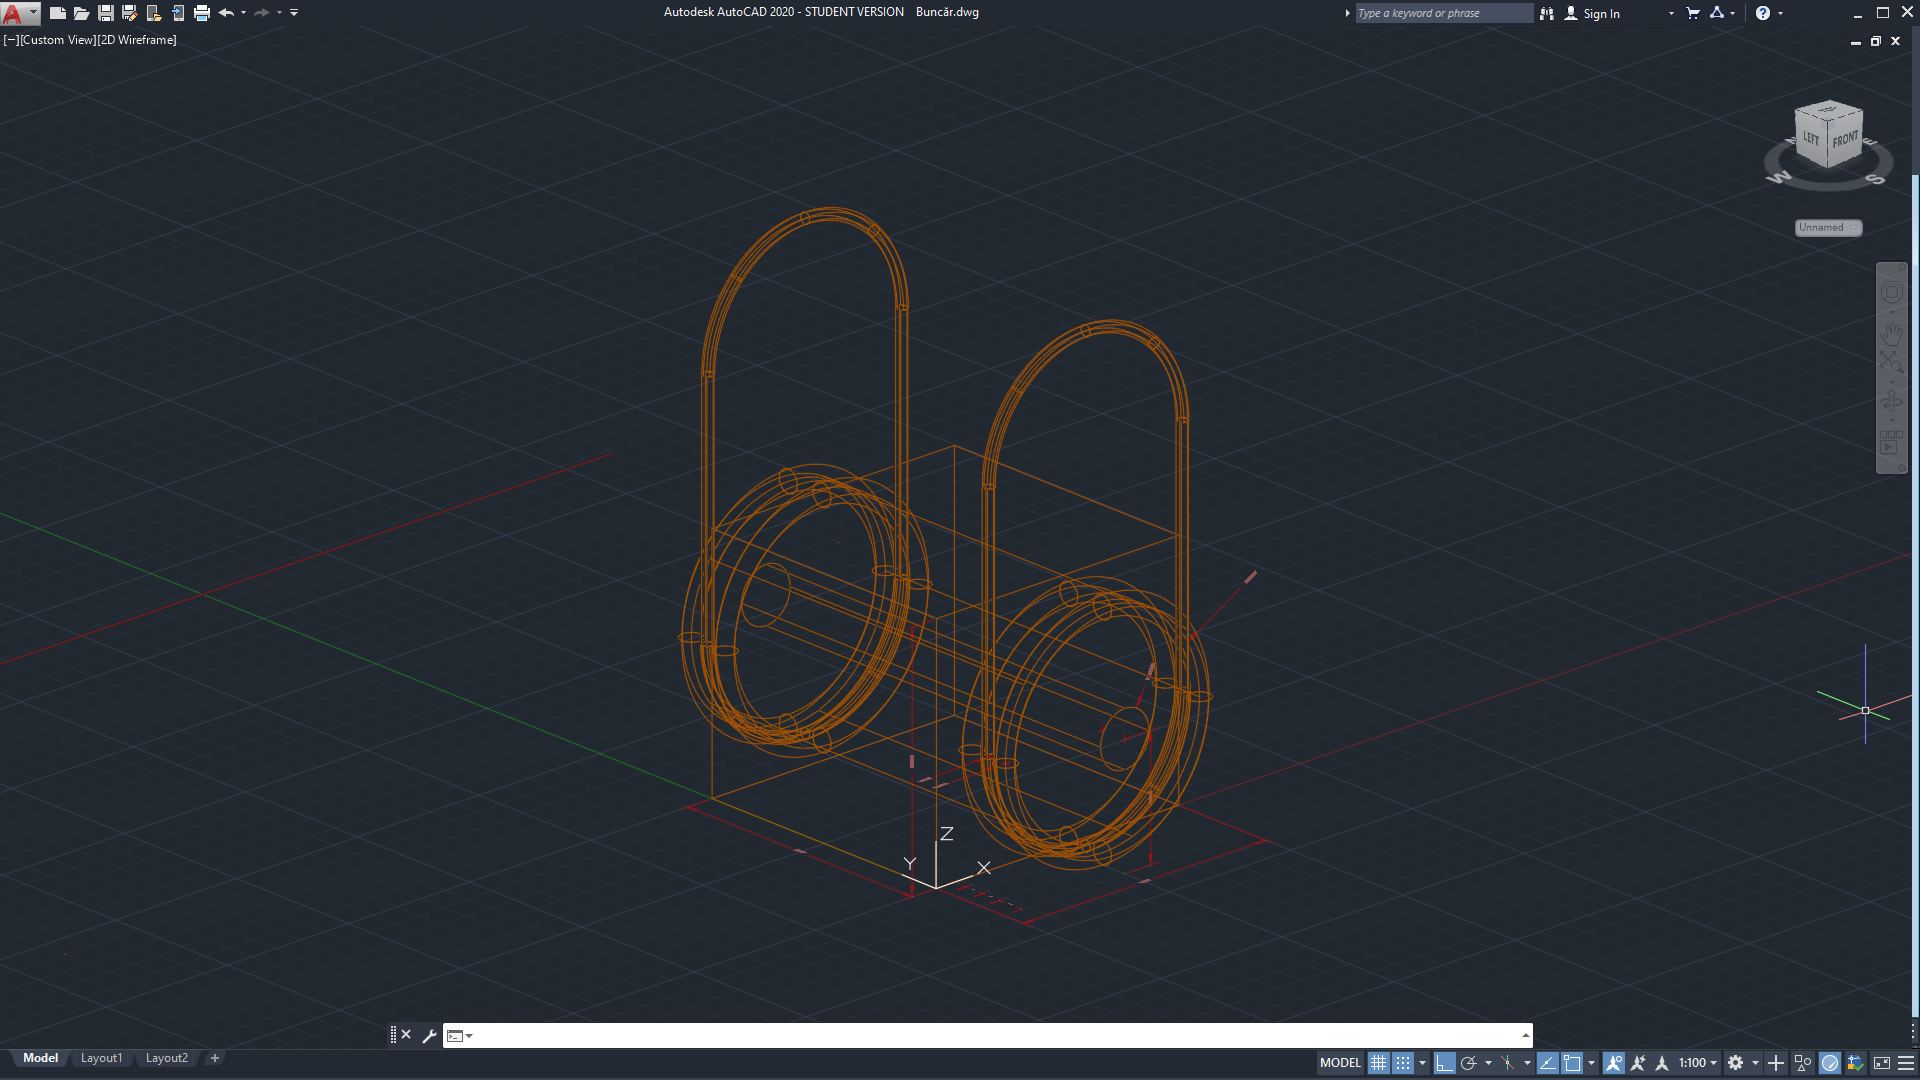 Autodesk AutoCAD 2020 - STUDENT VERSION Buncăr.dwg
Type a keyword or phrase
Sign In
[−][Custom View][2D Wireframe]
LEFT
FRONT
W
S
Unnamed
Z
Y
X
Model
Layout1
Layout2
MODEL
1:100